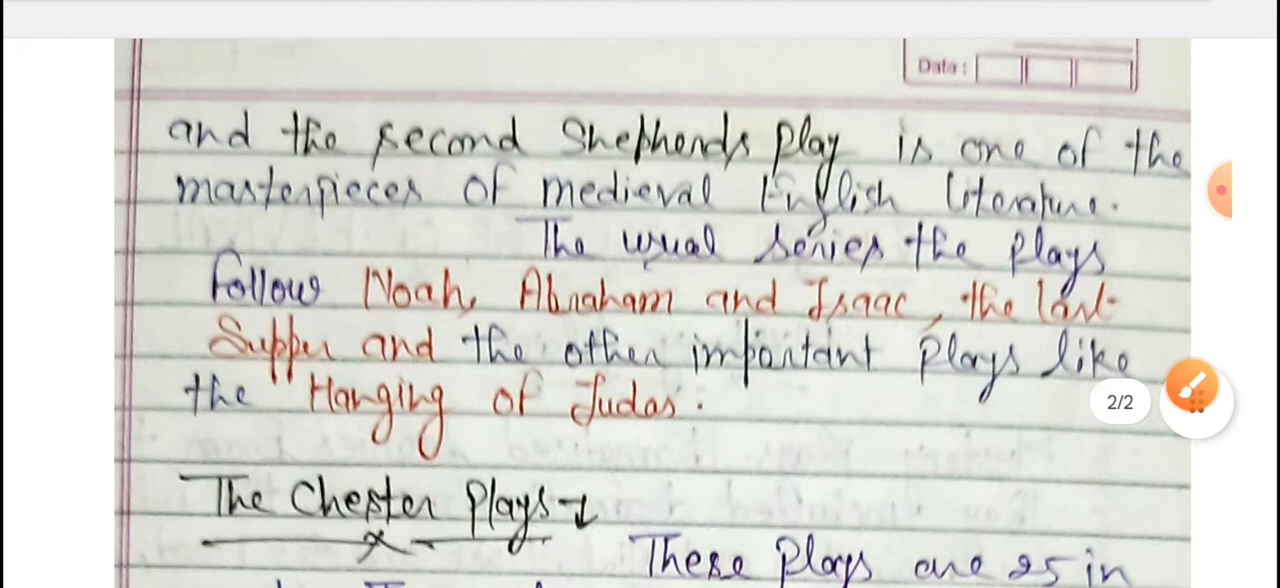 Date:
and the second Shepherds play is one of the
masterpieces of medieval English literature.
The usual series the plays
follows Noah, Abraham and Isaac, the last
Supper and the other important plays like
the "Hanging of Judas.
2/2
The Chester Plays
These plays are 25 in